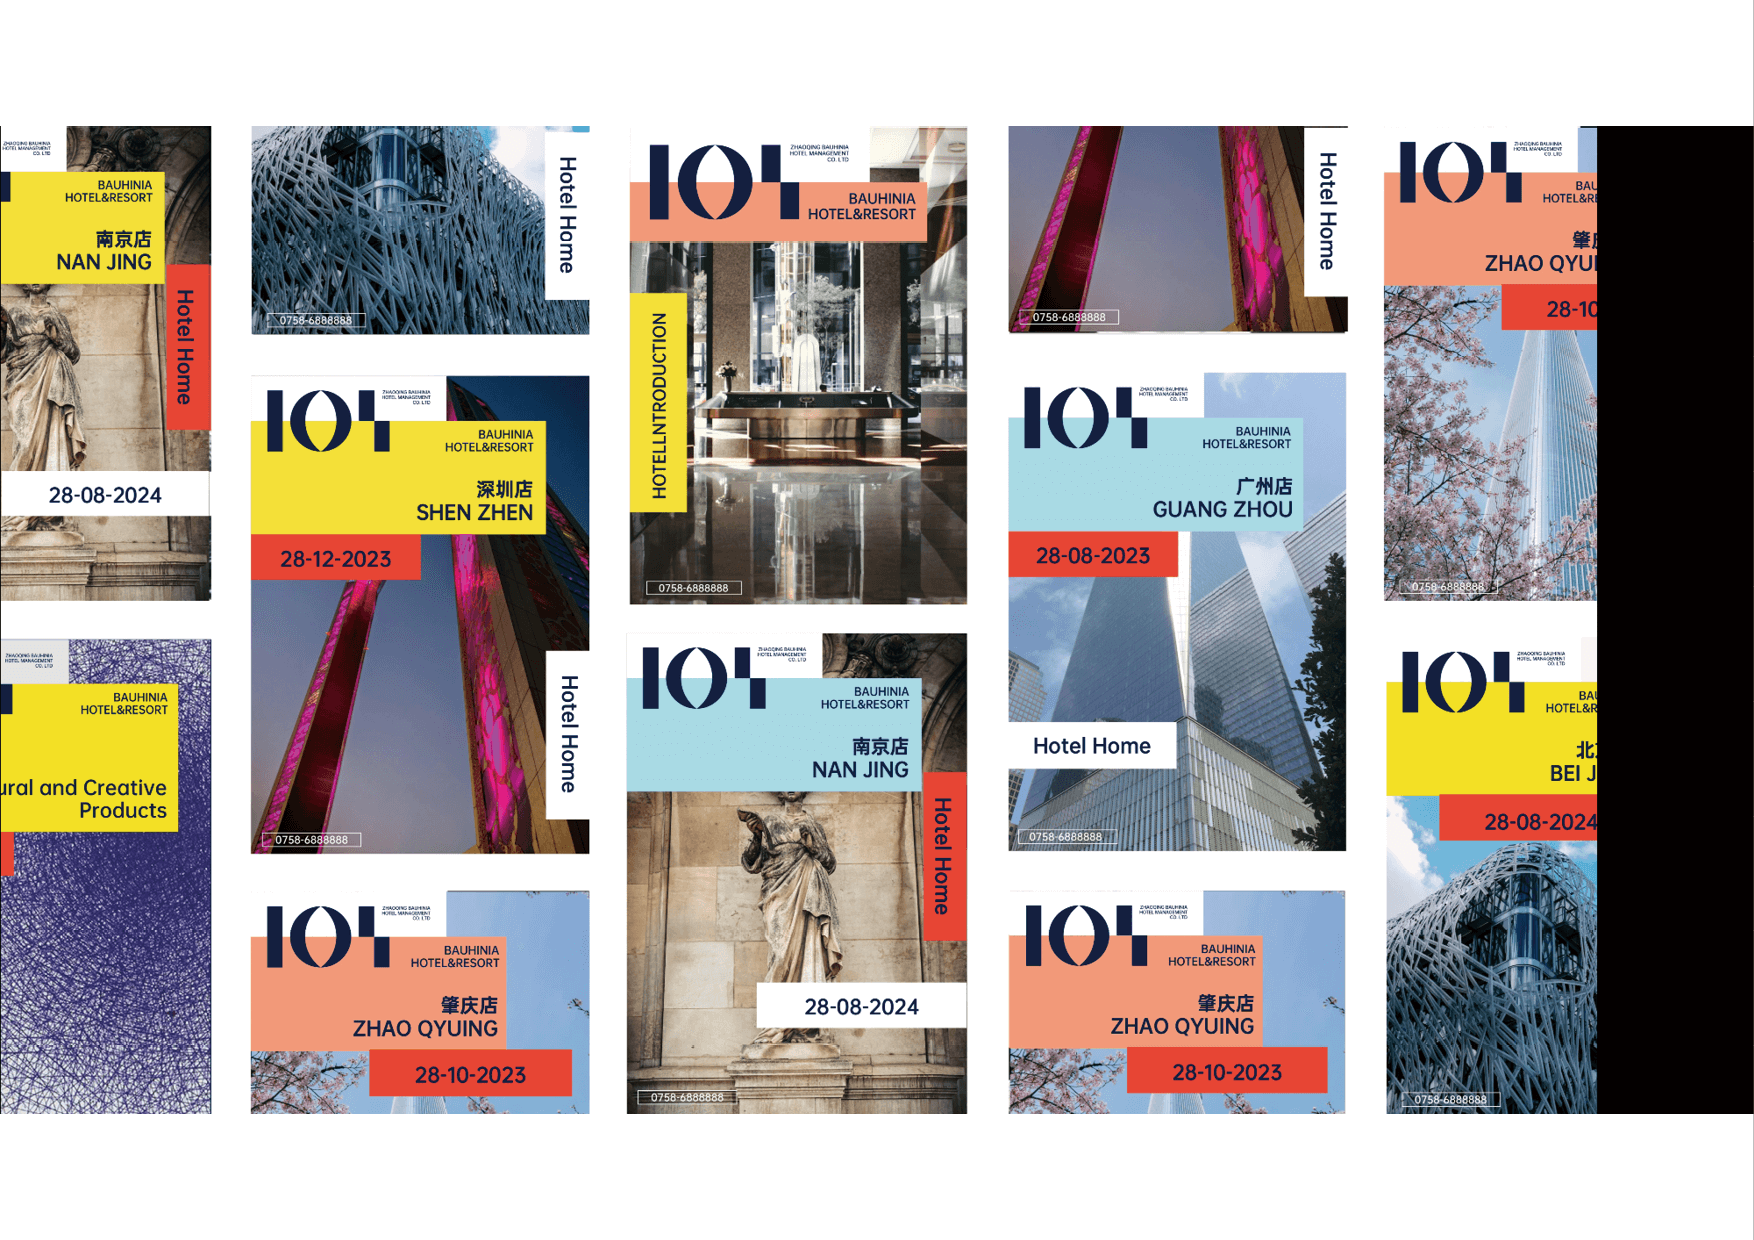 ZHAOQING BAUHINIA
HOTEL MANAGEMENT
CO. LTD
BAUHINIA
HOTEL&RESORT
南京店
NAN JING
Hotel Home
28-08-2024
ZHAOQING BAUHINIA
HOTEL MANAGEMENT
CO. LTD
BAUHINIA
HOTEL&RESORT
ural and Creative
Products
Hotel Home
0758-6888888
101
ZHAOQING BAUHINIA
HOTEL MANAGEMENT
CO. LTD
BAUHINIA
HOTEL&RESORT
深圳店
SHEN ZHEN
28-12-2023
Hotel Home
0758-6888888
101
ZHAOQING BAUHINIA
HOTEL MANAGEMENT
CO. LTD
BAUHINIA
HOTEL&RESORT
肇庆店
ZHAO QYUING
28-10-2023
101
ZHAOQING BAUHINIA
HOTEL MANAGEMENT
CO. LTD
BAUHINIA
HOTEL&RESORT
HOTELLNTRODUCTION
0758-6888888
101
ZHAOQING BAUHINIA
HOTEL MANAGEMENT
CO. LTD
BAUHINIA
HOTEL&RESORT
南京店
NAN JING
Hotel Home
28-08-2024
0758-6888888
Hotel Home
0758-6888888
101
ZHAOQING BAUHINIA
HOTEL MANAGEMENT
CO. LTD
BAUHINIA
HOTEL&RESORT
广州店
GUANG ZHOU
28-08-2023
Hotel Home
0758-6888888
101
ZHAOQING BAUHINIA
HOTEL MANAGEMENT
CO. LTD
BAUHINIA
HOTEL&RESORT
肇庆店
ZHAO QYUING
28-10-2023
101
ZHAOQING BAUHINIA
HOTEL MANAGEMENT
CO. LTD
BAU
HOTEL&R
肇
ZHAO QYUI
28-10
0758-6888888
101
ZHAOQING BAUHINIA
HOTEL MANAGEMENT
CO. LTD
BAU
HOTEL&R
北
BEI J
28-08-2024
0758-6888888